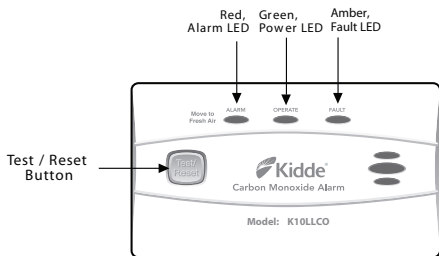 Red,
Alarm LED
Green,
Power LED
Amber,
Fault LED
Move to
Fresh Air
ALARM
OPERATE
FAULT
Test / Reset
Button
Test/
Reset
Kidde
Carbon Monoxide Alarm
Model: K10LLCO